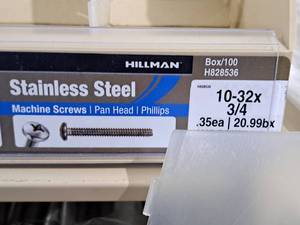 HILLMAN
Box/100
H828536
Stainless Steel
Machine Screws | Pan Head | Phillips
10-32x
3/4
.35ea | 20.99bx